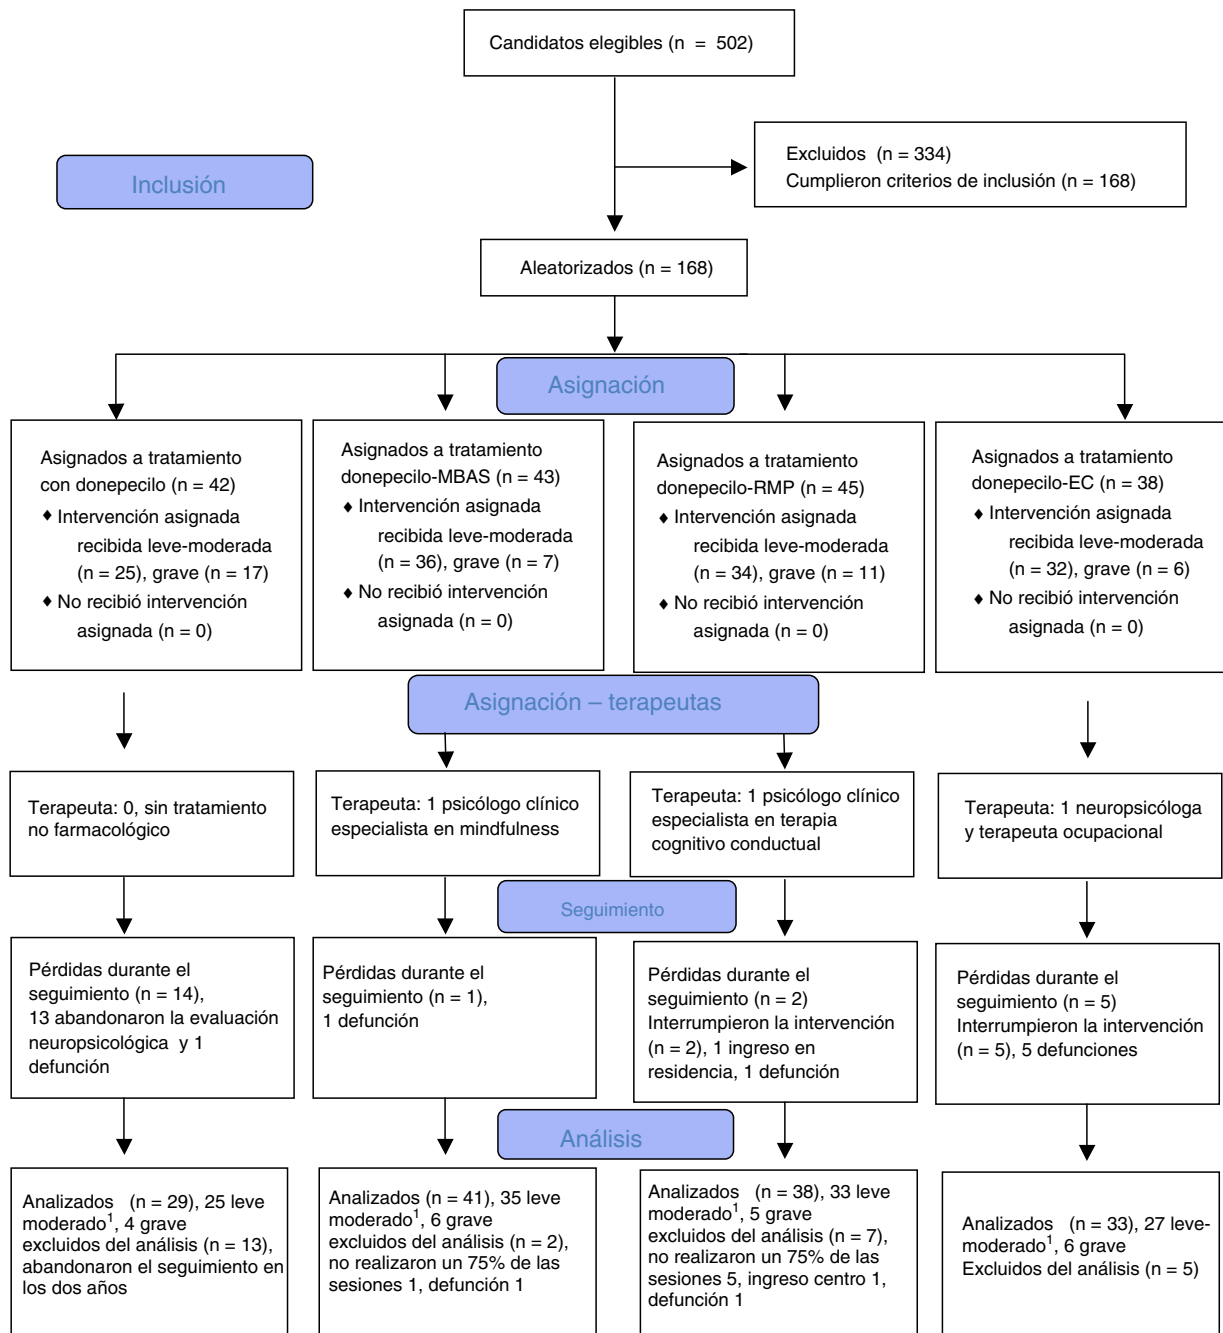 Candidatos elegibles (n = 502)
Excluidos (n = 334)
Cumplieron criterios de inclusión (n = 168)
Inclusión
Aleatorizados (n = 168)
Asignación
Asignados a tratamiento
con donepecilo (n = 42)
♦ Intervención asignada
recibida leve-moderada
(n = 25), grave (n = 17)
♦ No recibió intervención
asignada (n = 0)
Asignados a tratamiento
donepecilo-MBAS (n = 43)
♦ Intervención asignada
recibida leve-moderada
(n = 36), grave (n = 7)
♦ No recibió intervención
asignada (n = 0)
Asignados a tratamiento
donepecilo-RMP (n = 45)
♦ Intervención asignada
recibida leve-moderada
(n = 34), grave (n = 11)
♦ No recibió intervención
asignada (n = 0)
Asignados a tratamiento
donepecilo-EC (n = 38)
♦ Intervención asignada
recibida leve-moderada
(n = 32), grave (n = 6)
♦ No recibió intervención
asignada (n = 0)
Asignación – terapeutas
Terapeuta: 0, sin tratamiento
no farmacológico
Terapeuta: 1 psicólogo clínico
especialista en mindfulness
Terapeuta: 1 psicólogo clínico
especialista en terapia
cognitivo conductual
Terapeuta: 1 neuropsicóloga
y terapeuta ocupacional
Seguimiento
Pérdidas durante el
seguimiento (n = 14),
13 abandonaron la evaluación
neuropsicológica y 1
defunción
Pérdidas durante el
seguimiento (n = 1),
1 defunción
Pérdidas durante el
seguimiento (n = 2)
Interrumpieron la intervención
(n = 2), 1 ingreso en
residencia, 1 defunción
Pérdidas durante el
seguimiento (n = 5)
Interrumpieron la intervención
(n = 5), 5 defunciones
Análisis
Analizados (n = 29), 25 leve
moderado¹, 4 grave
excluidos del análisis (n = 13),
abandonaron el seguimiento en
los dos años
Analizados (n = 41), 35 leve
moderado¹, 6 grave
excluidos del análisis (n = 2),
no realizaron un 75% de las
sesiones 1, defunción 1
Analizados (n = 38), 33 leve
moderado¹, 5 grave
excluidos del análisis (n = 7),
no realizaron un 75% de las
sesiones 5, ingreso centro 1,
defunción 1
Analizados (n = 33), 27 leve-
moderado¹, 6 grave
Excluidos del análisis (n = 5)